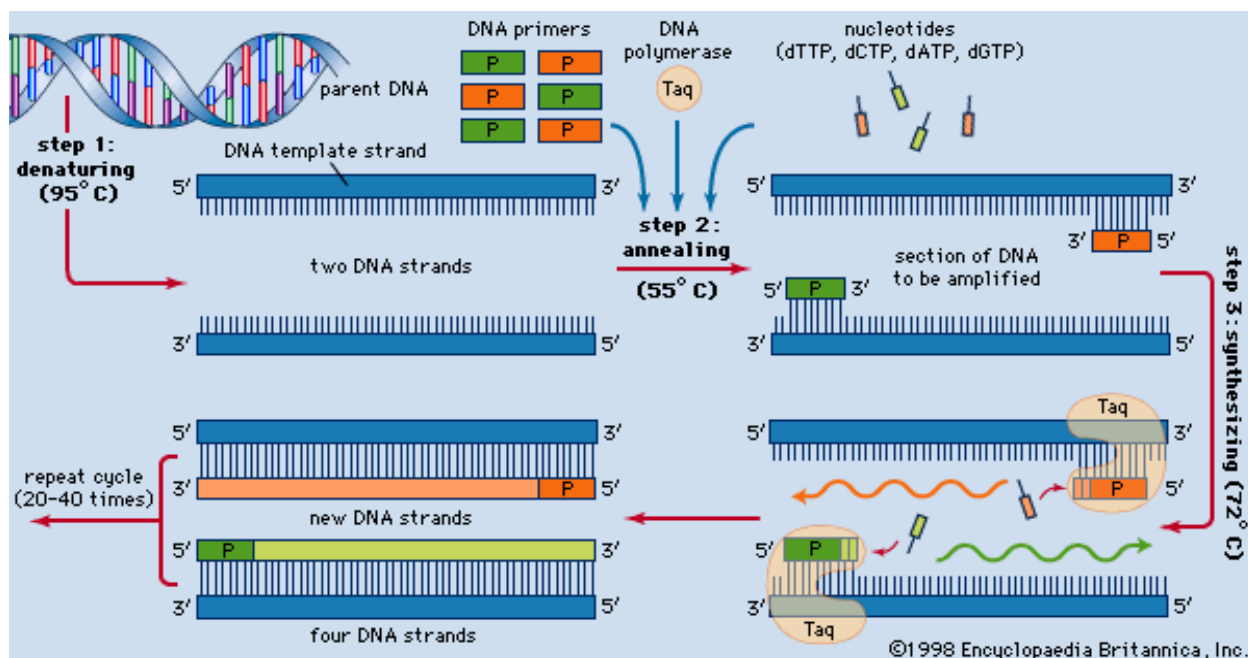 DNA primers
P
P
P
P
P
P
DNA
polymerase
Taq
nucleotides
(dTTP, dCTP, dATP, dGTP)
parent DNA
step 1:
denaturing
(95° C)
DNA template strand
5′
3′
two DNA strands
3′
5′
step 2:
annealing
(55° C)
5′
3′
3′
P
5′
section of DNA
to be amplified
5′
P
3′
3′
5′
step 3: synthesizing (72° C)
Taq
5′
3′
P
5′
5′
P
3′
5′
Taq
5′
3′
3′
P
5′
new DNA strands
5′
P
3′
3′
5′
four DNA strands
repeat cycle
(20-40 times)
©1998 Encyclopaedia Britannica, Inc.